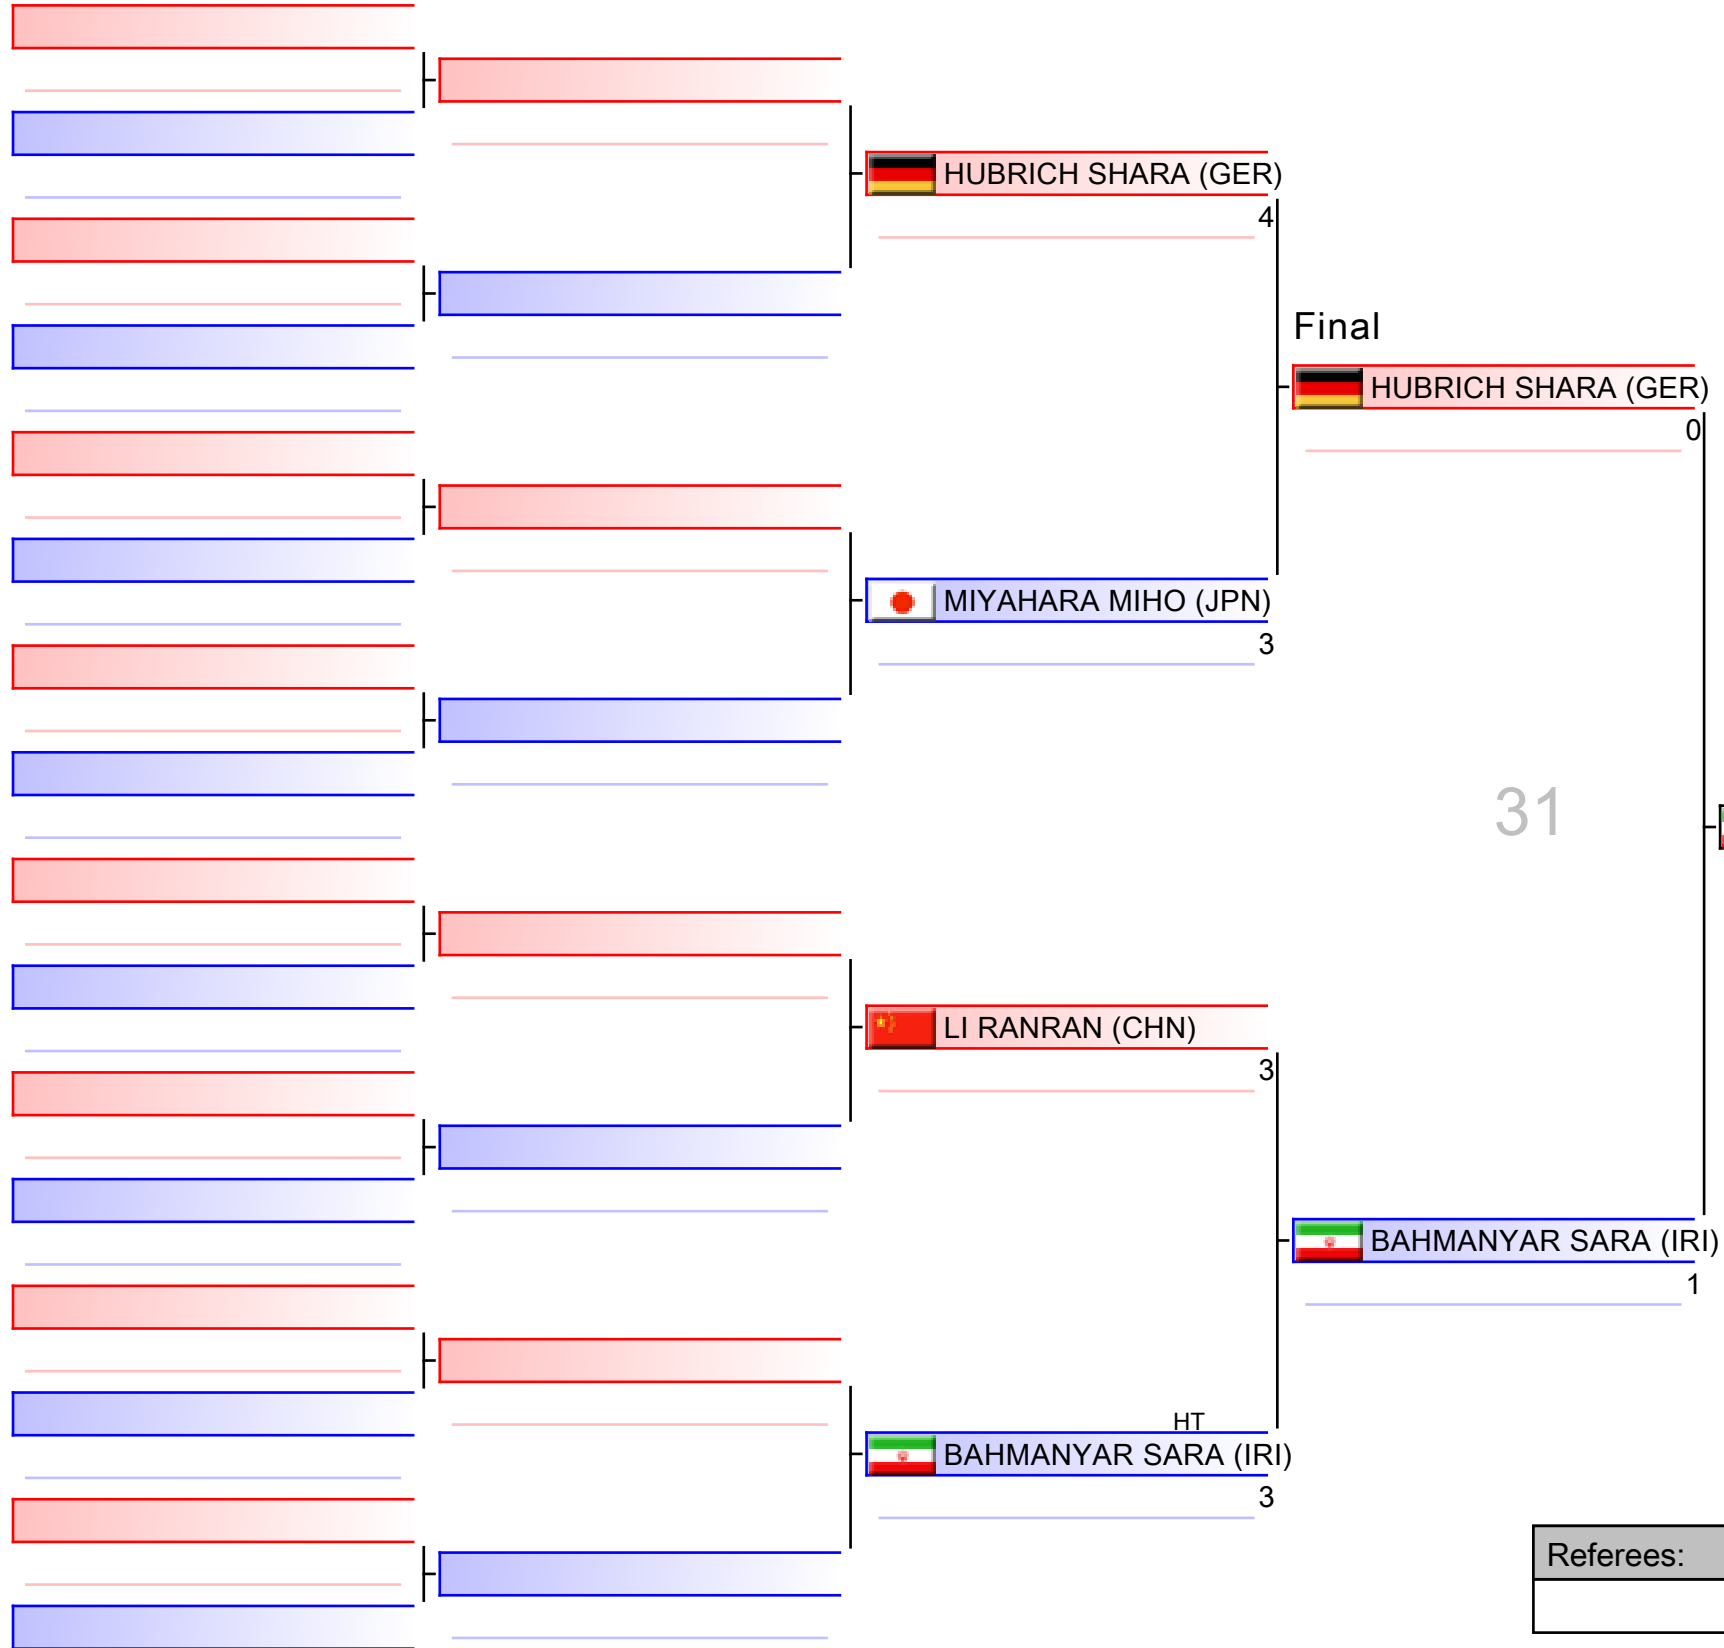 HUBRICH SHARA (GER)
4
Final
HUBRICH SHARA (GER)
0
MIYAHARA MIHO (JPN)
3
31
LI RANRAN (CHN)
3
BAHMANYAR SARA (IRI)
1
HT
BAHMANYAR SARA (IRI)
3
Referees: